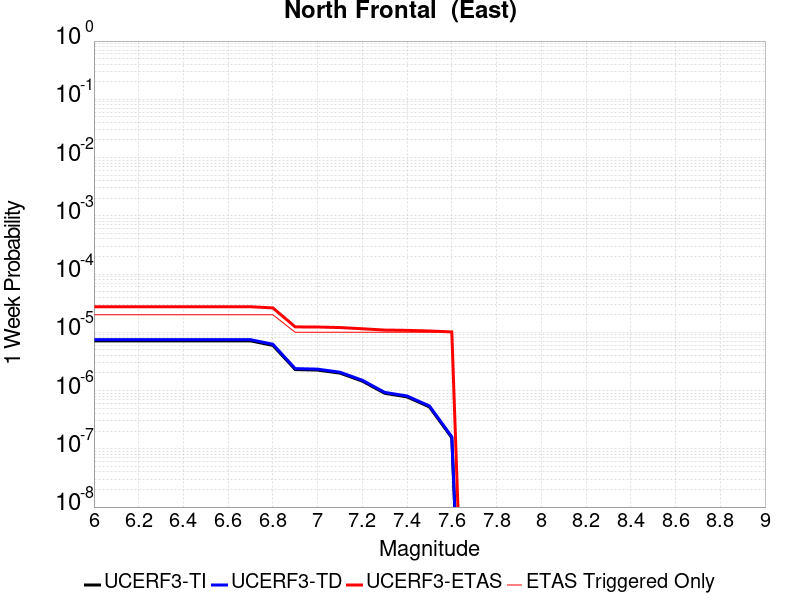 North Frontal  (East)
1 Week Probability
10^0
10^-1
10^-2
10^-3
10^-4
10^-5
10^-6
10^-7
10^-8
6 6.2 6.4 6.6 6.8 7 7.2 7.4 7.6 7.8 8 8.2 8.4 8.6 8.8 9
Magnitude
UCERF3-TI UCERF3-TD UCERF3-ETAS ETAS Triggered Only